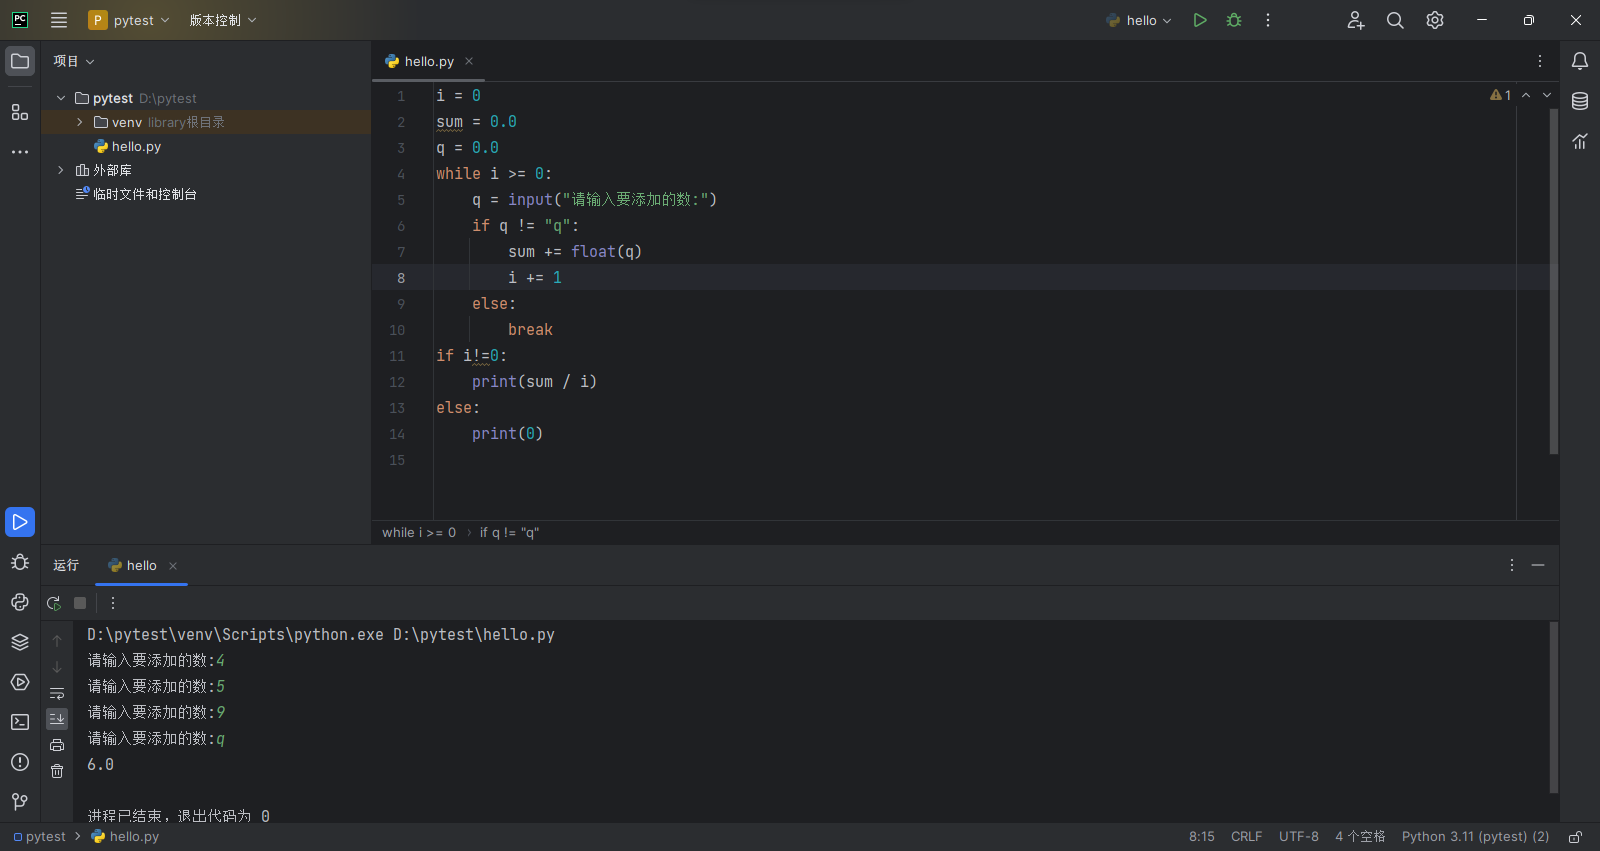 PC
P pytest 版本控制 hello
项目
hello.py
pytest D:\pytest
venv library根目录
hello.py
外部库
临时文件和控制台
1 i = 0
2 sum = 0.0
3 q = 0.0
4 while i >= 0:
5 q = input("请输入要添加的数:")
6 if q != "q":
7 sum += float(q)
8 i += 1
9 else:
10 break
11 if i!=0:
12 print(sum / i)
13 else:
14 print(0)
15
1
while i >= 0 › if q != "q"
运行 hello
D:\pytest\venv\Scripts\python.exe D:\pytest\hello.py
请输入要添加的数:4
请输入要添加的数:5
请输入要添加的数:9
请输入要添加的数:q
6.0
进程已结束，退出代码为 0
pytest › hello.py 8:15 CRLF UTF-8 4 个空格 Python 3.11 (pytest) (2)